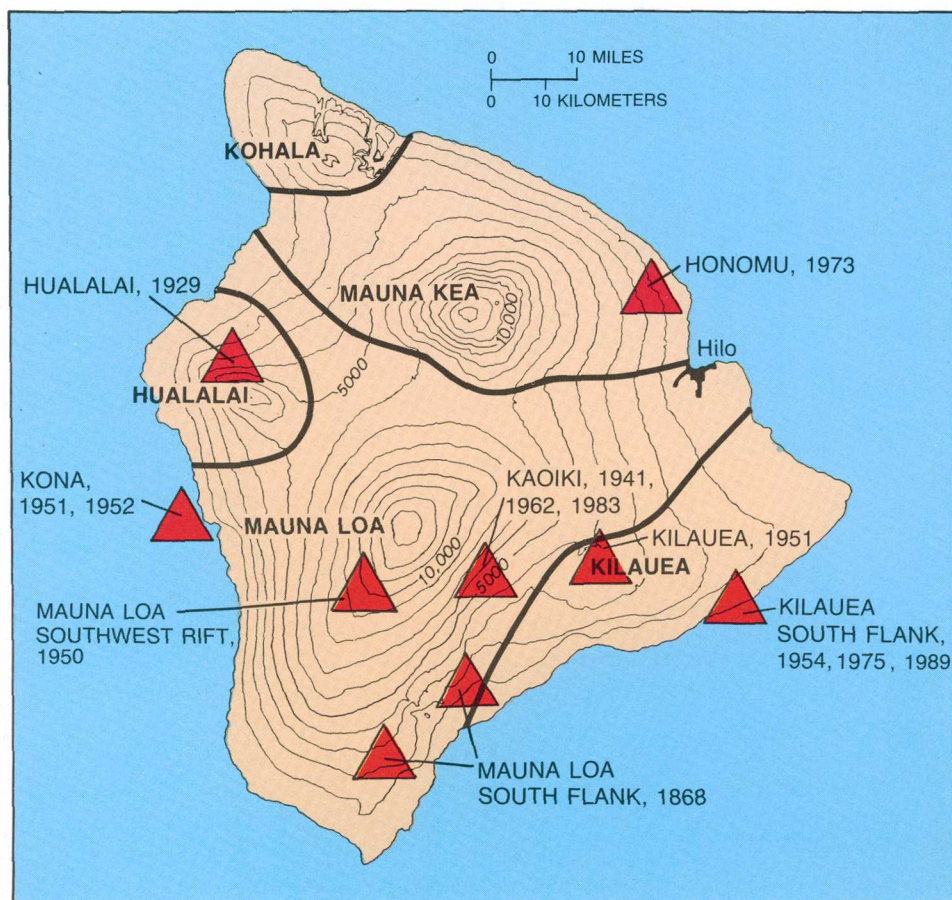 0 10 MILES
0 10 KILOMETERS
KOHALA
HUALALAI, 1929
MAUNA KEA
10,000
HONOMU, 1973
Hilo
5000
HUALALAI
KONA,
1951, 1952
MAUNA LOA
10,000
KAOIKI, 1941,
1962, 1983
5000
KILAUEA, 1951
KILAUEA
MAUNA LOA
SOUTHWEST RIFT,
1950
KILAUEA
SOUTH FLANK,
1954, 1975, 1989
MAUNA LOA
SOUTH FLANK, 1868